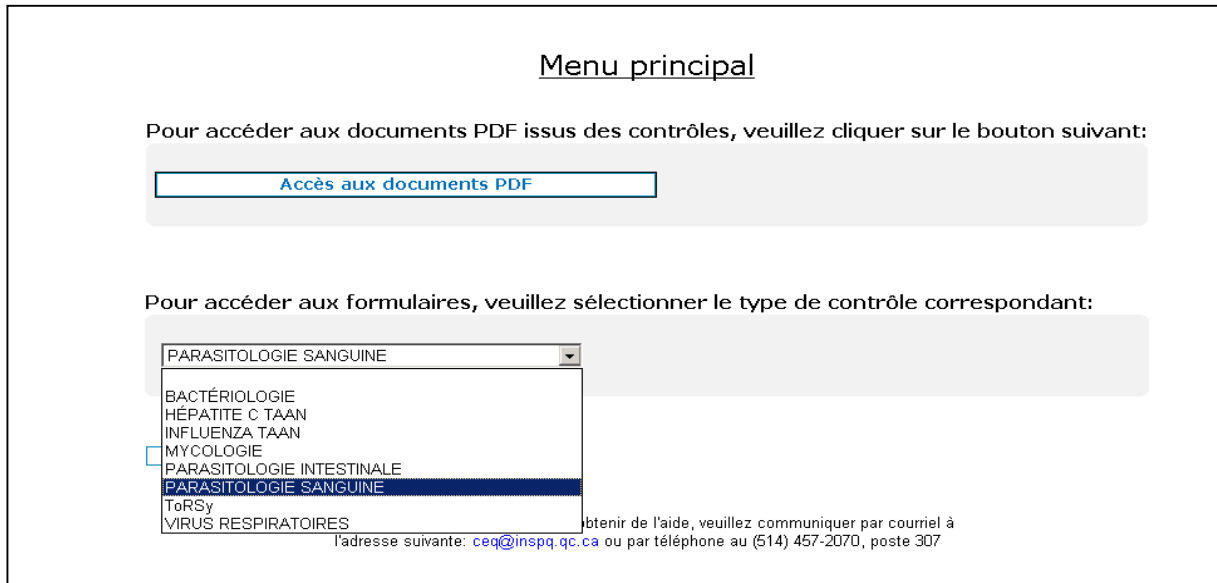 Menu principal
Pour accéder aux documents PDF issus des contrôles, veuillez cliquer sur le bouton suivant:
Accès aux documents PDF
Pour accéder aux formulaires, veuillez sélectionner le type de contrôle correspondant:
PARASITOLOGIE SANGUINE
BACTÉRIOLOGIE
HÉPATITE C TAAN
INFLUENZA TAAN
MYCOLOGIE
PARASITOLOGIE INTESTINALE
PARASITOLOGIE SANGUINE
ToRSy
VIRUS RESPIRATOIRES
de l'aide, veuillez communiquer par courriel à
l'adresse suivante: ceq@inspq.qc.ca ou par téléphone au (514) 457-2070, poste 307